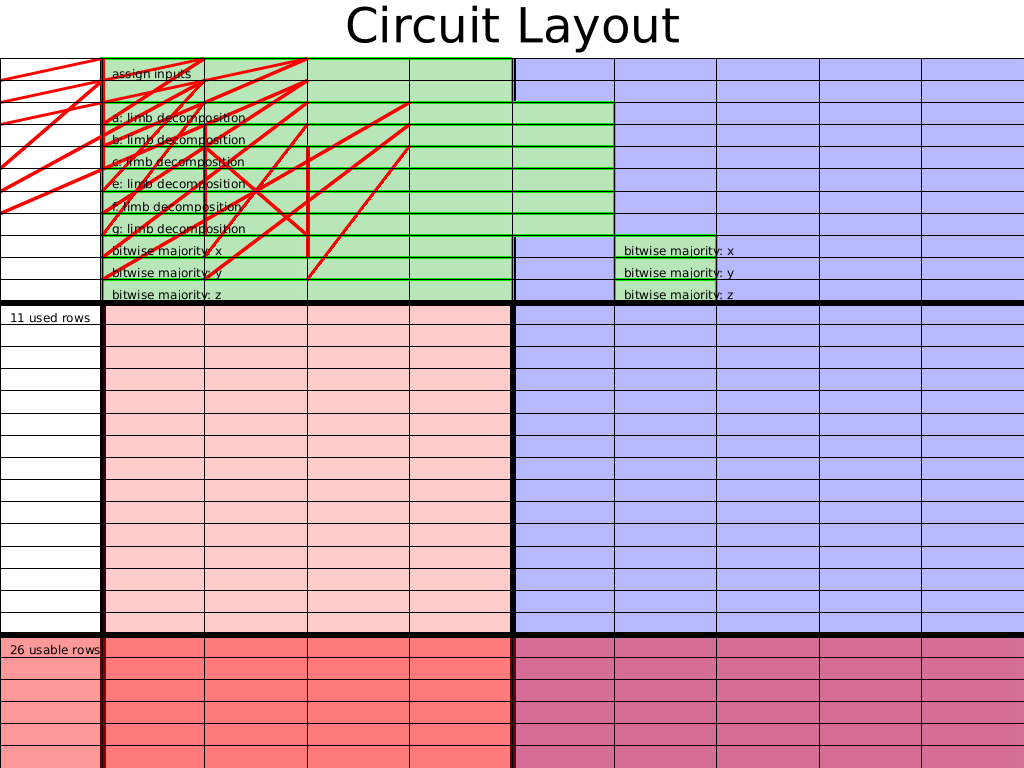 Circuit Layout
assign inputs
a: limb decomposition
b: limb decomposition
c: limb decomposition
e: limb decomposition
f: limb decomposition
g: limb decomposition
bitwise majority: x bitwise majority: x
bitwise majority: y bitwise majority: y
bitwise majority: z bitwise majority: z
11 used rows
26 usable rows